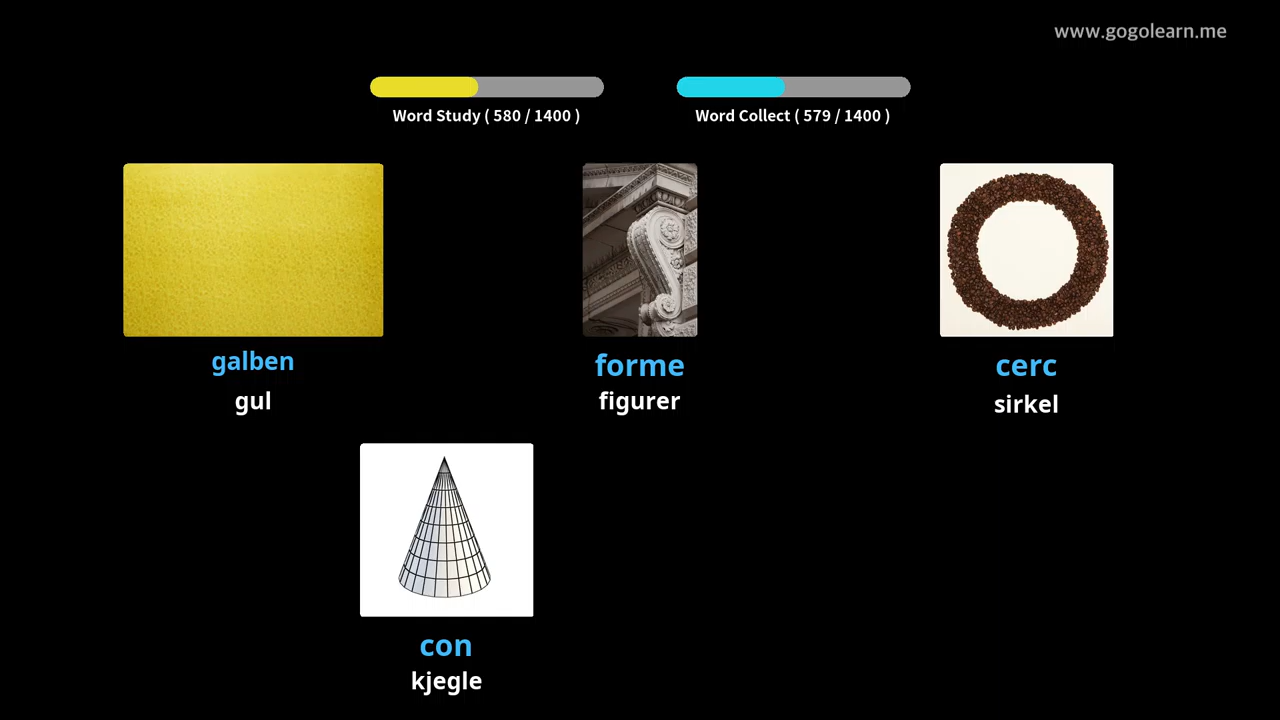 www.gogolearn.me
Word Study ( 580 / 1400 )
Word Collect ( 579 / 1400 )
galben
gul
forme
figurer
cerc
sirkel
con
kjegle